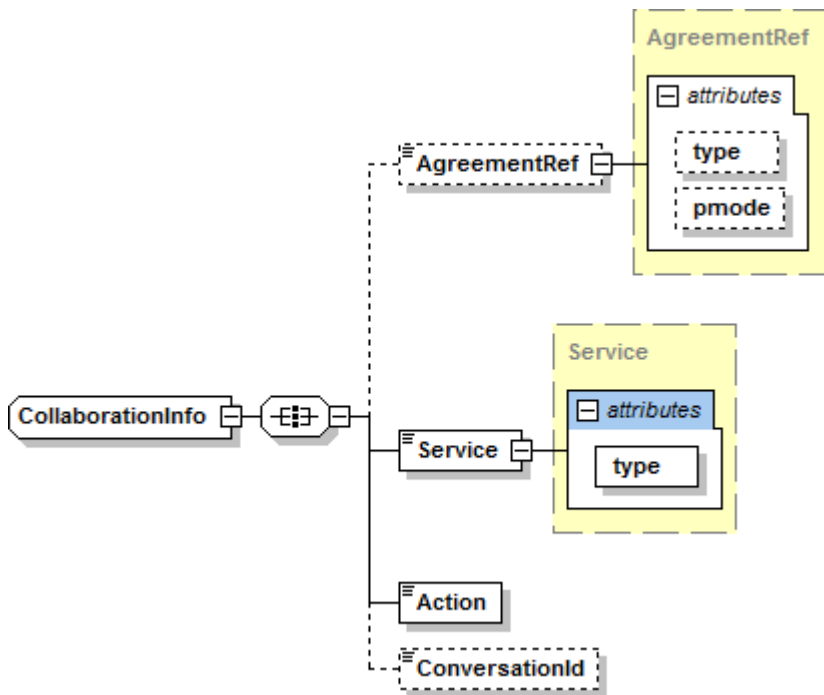 AgreementRef
attributes
AgreementRef
type
pmode
Service
attributes
CollaborationInfo
Service
type
Action
ConversationId